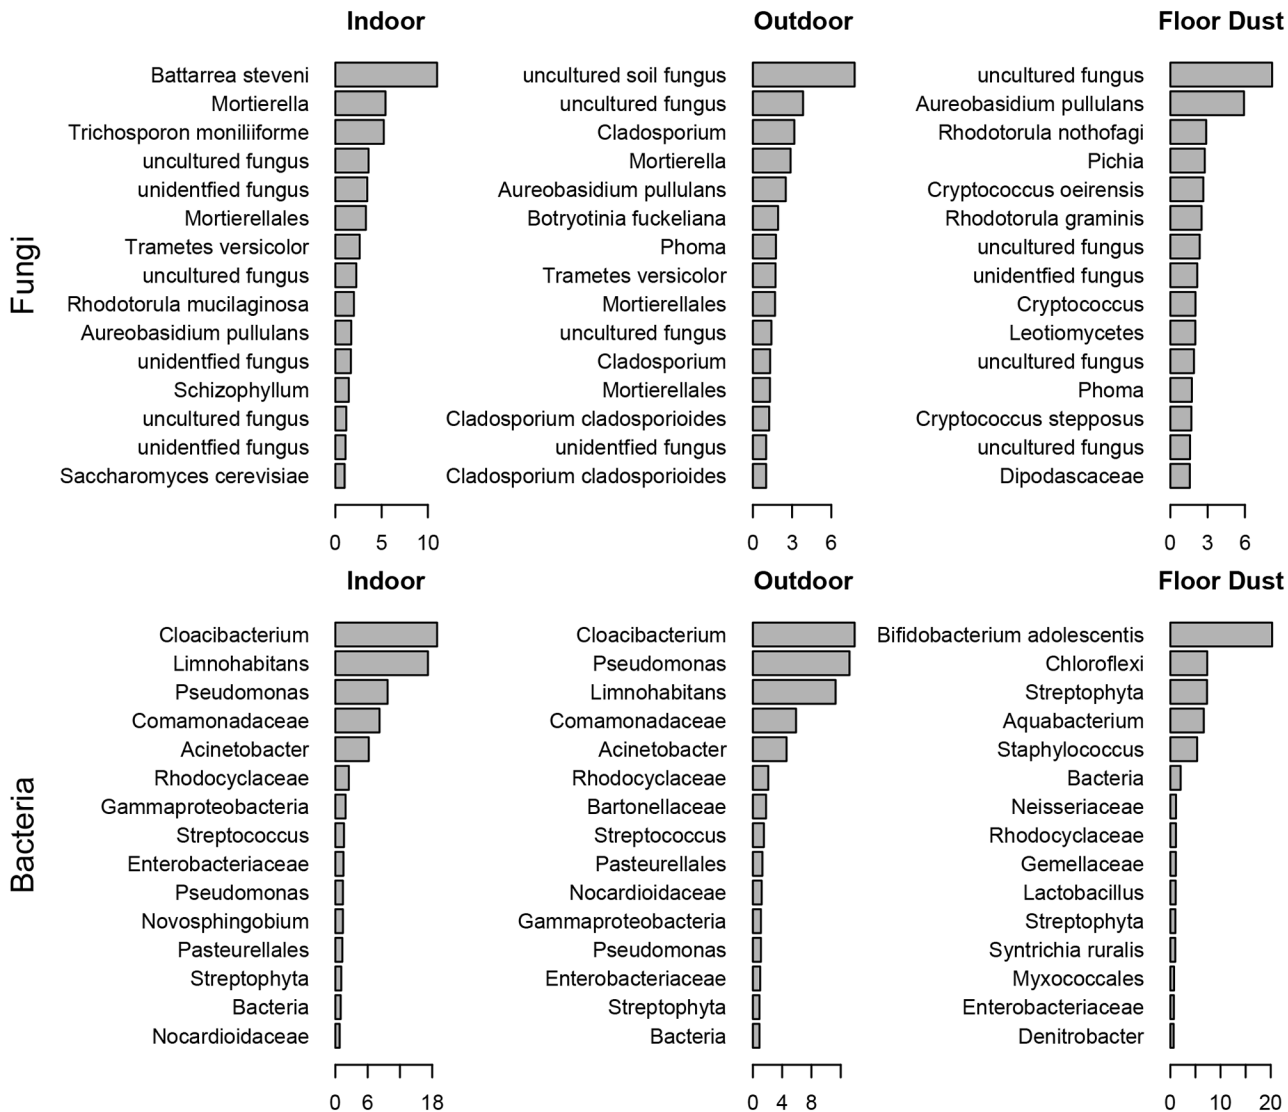 Indoor
Outdoor
Floor Dust
Fungi
Battarrea steveni
Mortierella
Trichosporon moniliiforme
uncultured fungus
unidentfied fungus
Mortierellales
Trametes versicolor
uncultured fungus
Rhodotorula mucilaginosa
Aureobasidium pullulans
unidentfied fungus
Schizophyllum
uncultured fungus
unidentfied fungus
Saccharomyces cerevisiae
0 5 10
uncultured soil fungus
uncultured fungus
Cladosporium
Mortierella
Aureobasidium pullulans
Botryotinia fuckeliana
Phoma
Trametes versicolor
Mortierellales
uncultured fungus
Cladosporium
Mortierellales
Cladosporium cladosporioides
unidentfied fungus
Cladosporium cladosporioides
0 3 6
uncultured fungus
Aureobasidium pullulans
Rhodotorula nothofagi
Pichia
Cryptococcus oeirensis
Rhodotorula graminis
uncultured fungus
unidentfied fungus
Cryptococcus
Leotiomycetes
uncultured fungus
Phoma
Cryptococcus stepposus
uncultured fungus
Dipodascaceae
0 3 6
Indoor
Outdoor
Floor Dust
Bacteria
Cloacibacterium
Limnohabitans
Pseudomonas
Comamonadaceae
Acinetobacter
Rhodocyclaceae
Gammaproteobacteria
Streptococcus
Enterobacteriaceae
Pseudomonas
Novosphingobium
Pasteurellales
Streptophyta
Bacteria
Nocardioidaceae
0 6 18
Cloacibacterium
Pseudomonas
Limnohabitans
Comamonadaceae
Acinetobacter
Rhodocyclaceae
Bartonellaceae
Streptococcus
Pasteurellales
Nocardioidaceae
Gammaproteobacteria
Pseudomonas
Enterobacteriaceae
Streptophyta
Bacteria
0 4 8
Bifidobacterium adolescentis
Chloroflexi
Streptophyta
Aquabacterium
Staphylococcus
Bacteria
Neisseriaceae
Rhodocyclaceae
Gemellaceae
Lactobacillus
Streptophyta
Syntrichia ruralis
Myxococcales
Enterobacteriaceae
Denitrobacter
0 10 20